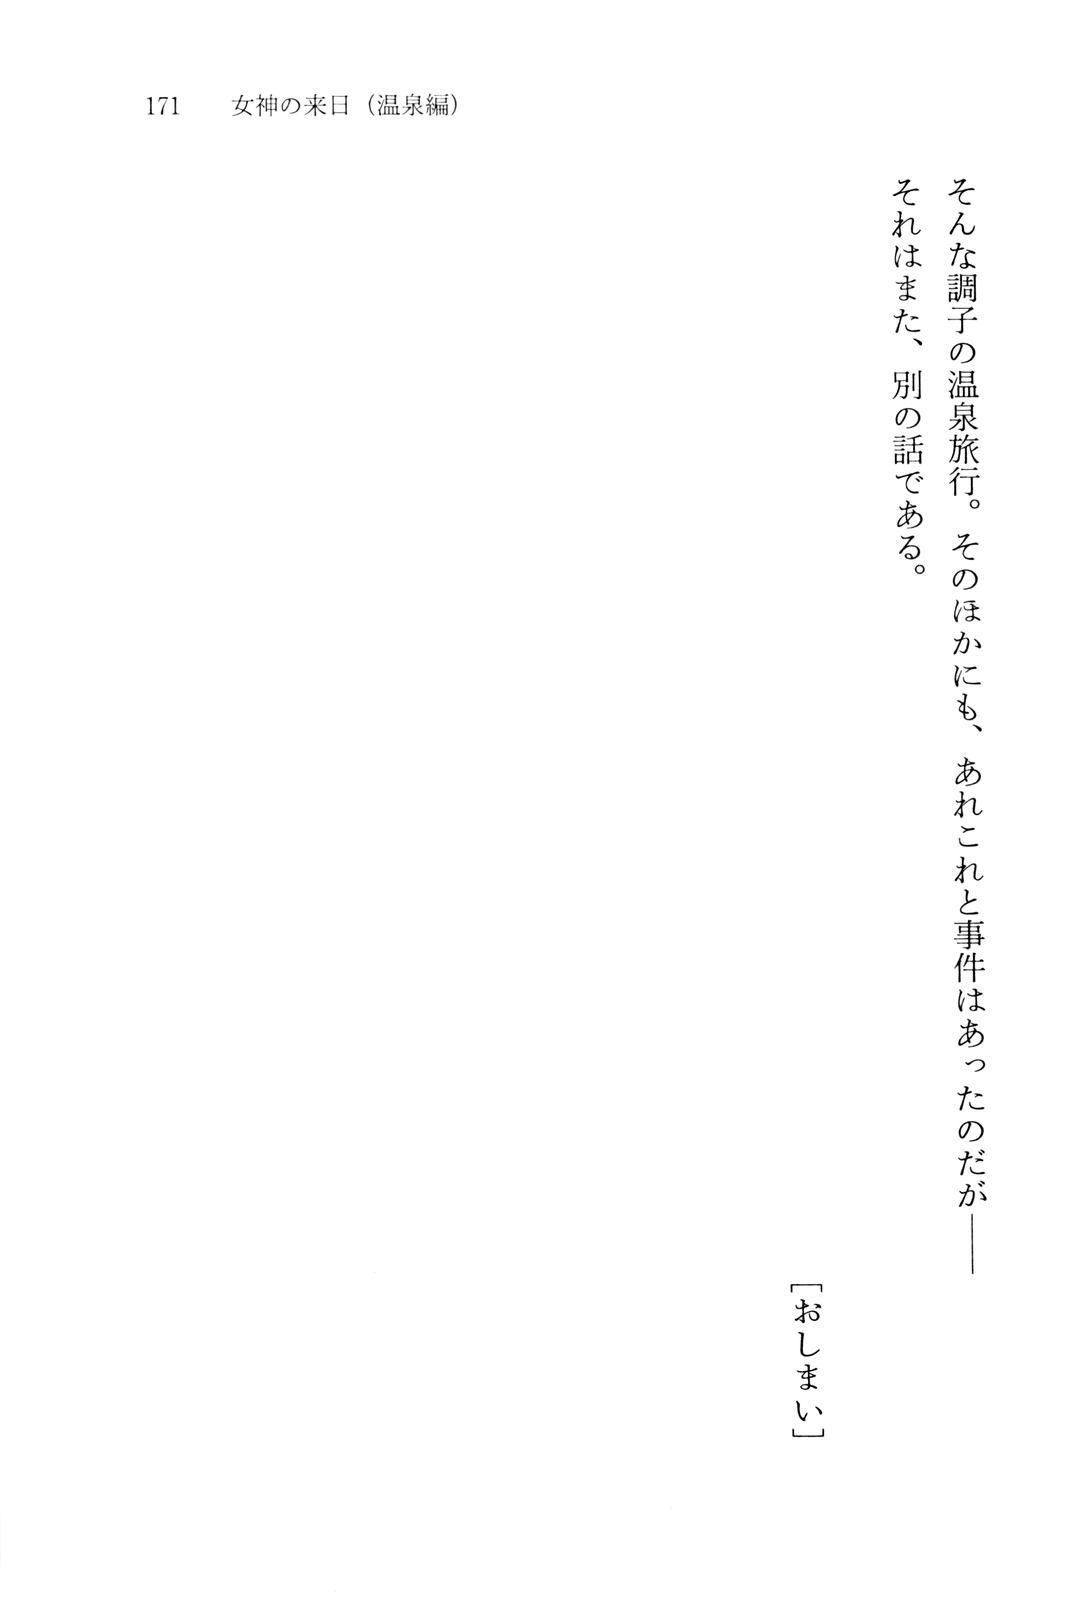 171 女神の来日（温泉編）
そんな調子の温泉旅行。そのほかにも、あれこれと事件はあったのだが――
それはまた、別の話である。
［おしまい］